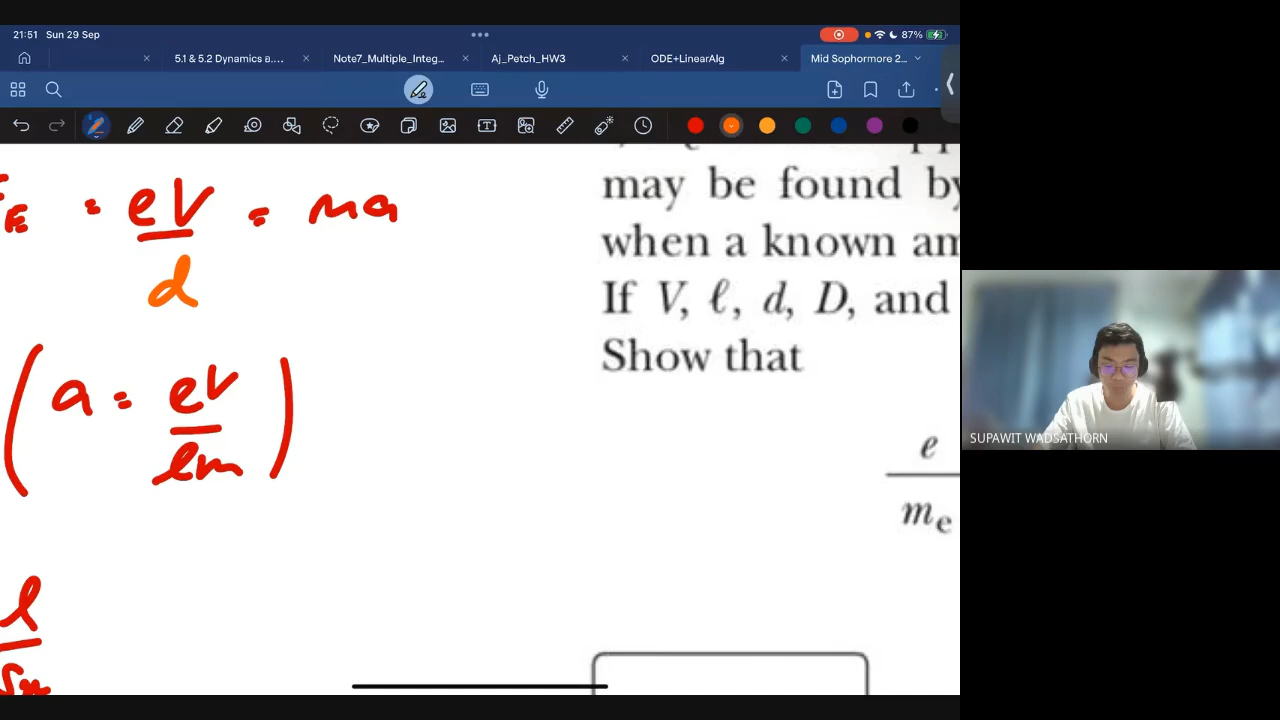 21:51 Sun 29 Sep
87%
5.1 & 5.2 Dynamics a.... × Note7_Multiple_Integ... × Aj_Petch_HW3 × ODE+LinearAlg × Mid Sophormore 2...
E = eV/d = ma
may be found by
when a known am
If V, ℓ, d, D, and
Show that
(a = eV/lm)
e
m e
l
SUPAWIT WADSATHORN